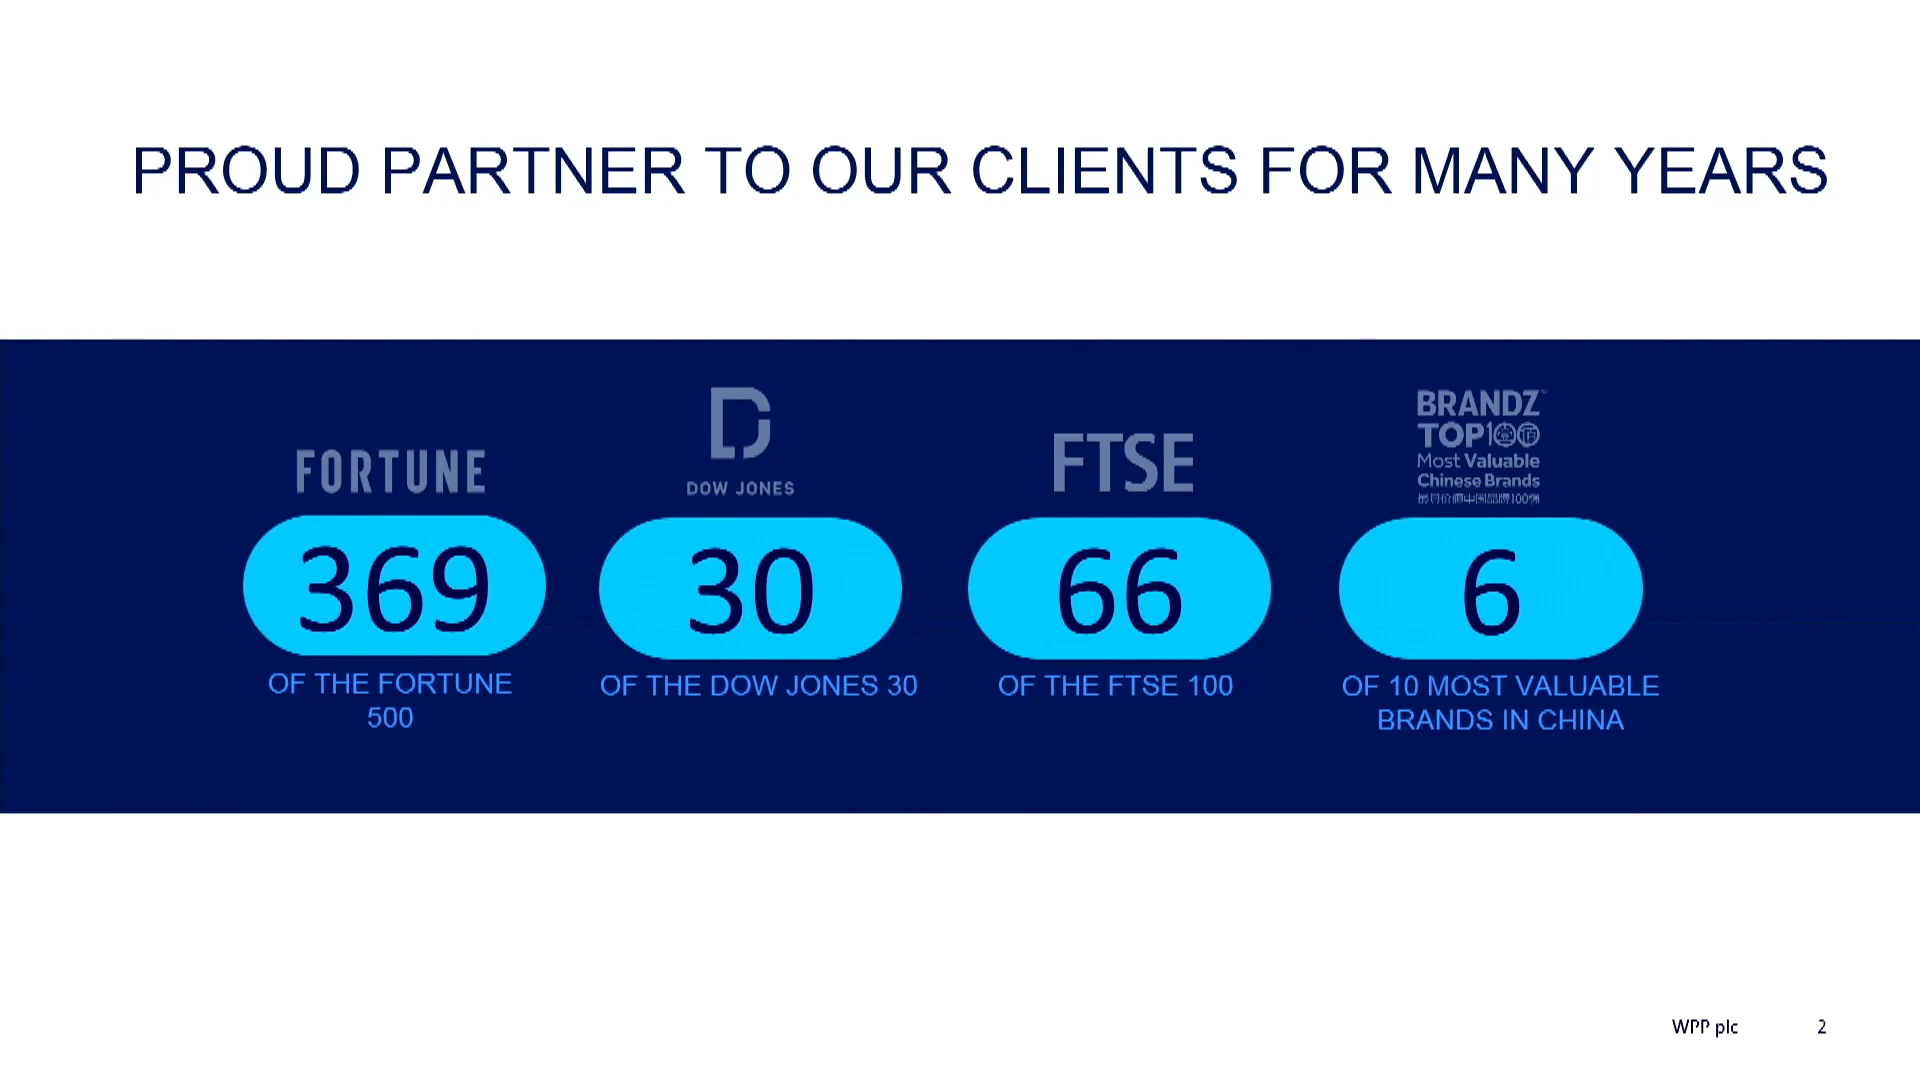 PROUD PARTNER TO OUR CLIENTS FOR MANY YEARS
FORTUNE
369
OF THE FORTUNE
500
DOW JONES
30
OF THE DOW JONES 30
FTSE
66
OF THE FTSE 100
BRANDZ™
TOP100
Most Valuable
Chinese Brands
6
OF 10 MOST VALUABLE
BRANDS IN CHINA
WPP plc
2